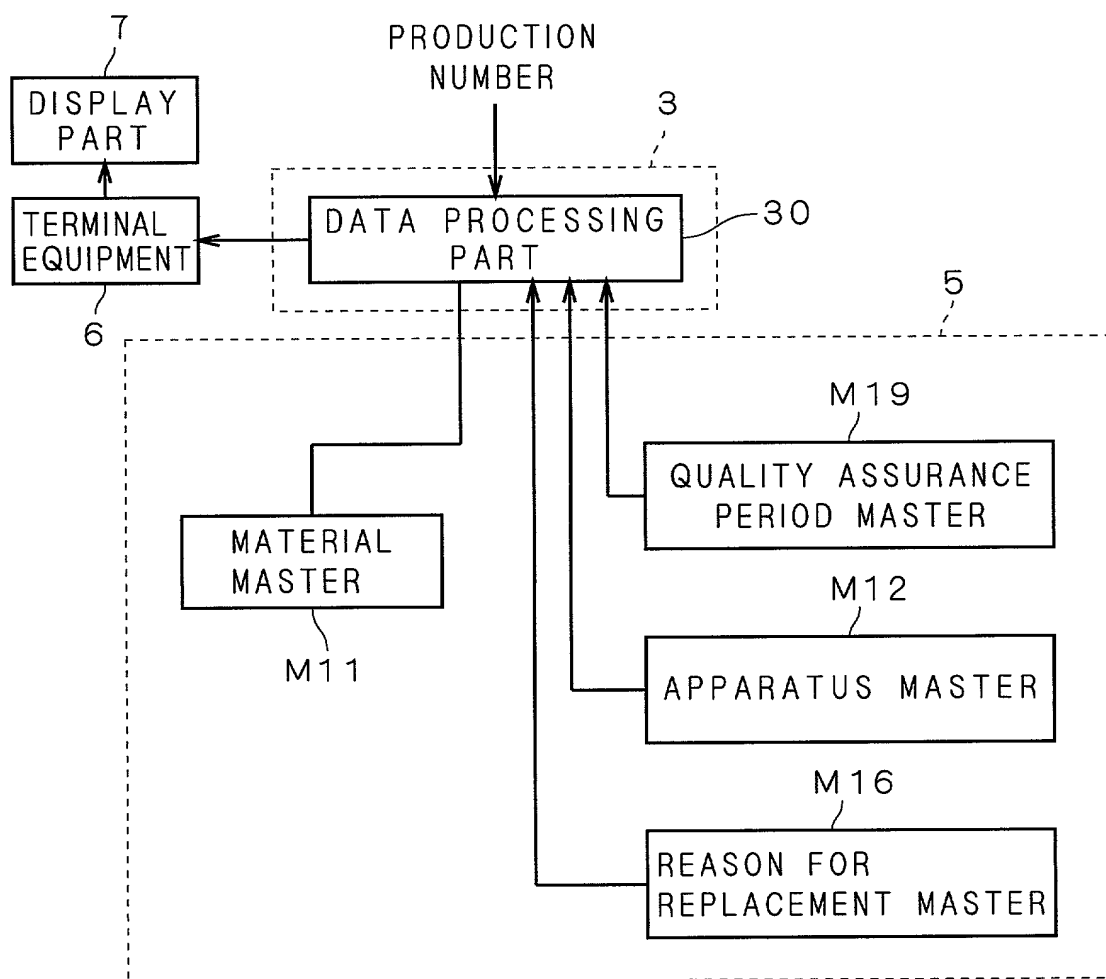 7
PRODUCTION
NUMBER
DISPLAY
PART
3
TERMINAL
EQUIPMENT
DATA PROCESSING
PART
30
6
5
M19
QUALITY ASSURANCE
PERIOD MASTER
MATERIAL
MASTER
M11
M12
APPARATUS MASTER
M16
REASON FOR
REPLACEMENT MASTER